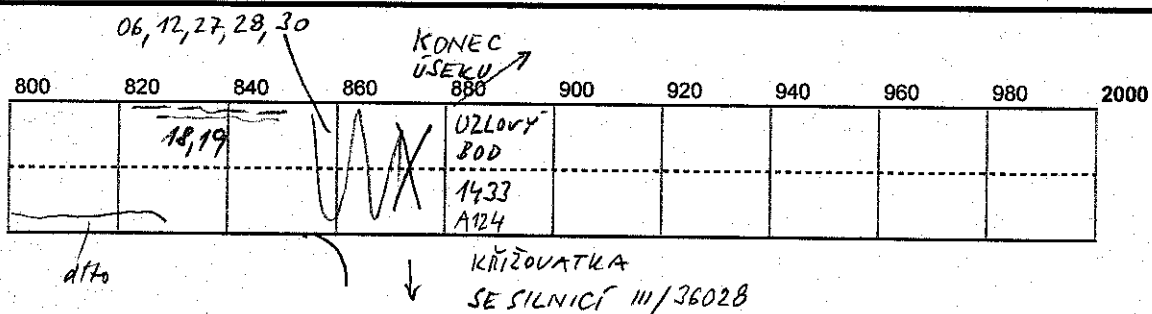 06, 12, 27, 28, 30
KONEC
ÚSEKU
800 820 840 860 880 900 920 940 960 980 2000
18, 19
UZLOVÝ
BOD
1433
A124
dtto
KŘIŽOVATKA
SE SILNICÍ III/36028